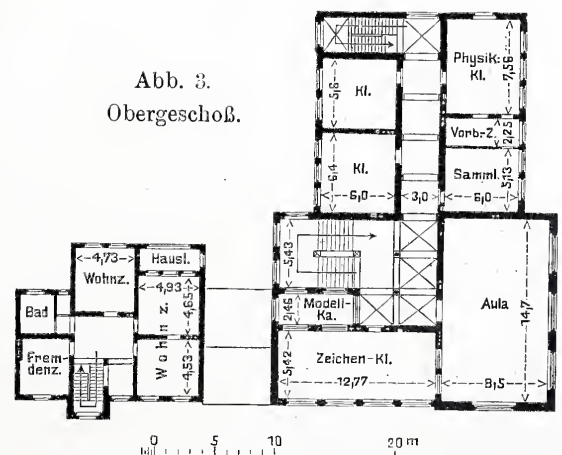 Abb. 3.
Obergeschoß.
Physik-
Kl.
7,56
5,6
Kl.
Vorb.-Z.
2,25
6,4
Kl.
Samml.
5,13
6,0
3,0
6,0
5,43
Modell-
Ka.
2,46
Aula
14,7
Zeichen-Kl.
5,42
12,77
8,5
4,73
Wohnz.
Hausl.
4,93
Wohnz.
4,65
4,53
Bad
Frem-
denz.
0 5 10 20 m